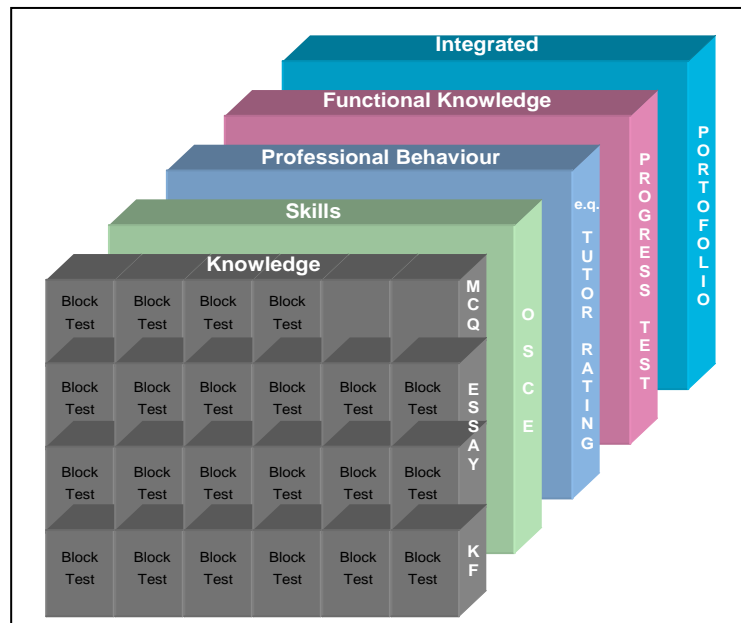 Integrated
PORTOFOLIO
Functional Knowledge
PROGRESS TEST
Professional Behaviour
e.q.
TUTOR RATING
Skills
OSCE
Knowledge
MCQ
Block Block Block Block
Test Test Test Test
ESSAY
Block Block Block Block Block Block
Test Test Test Test Test Test
Block Block Block Block Block Block
Test Test Test Test Test Test
KF
Block Block Block Block Block Block
Test Test Test Test Test Test